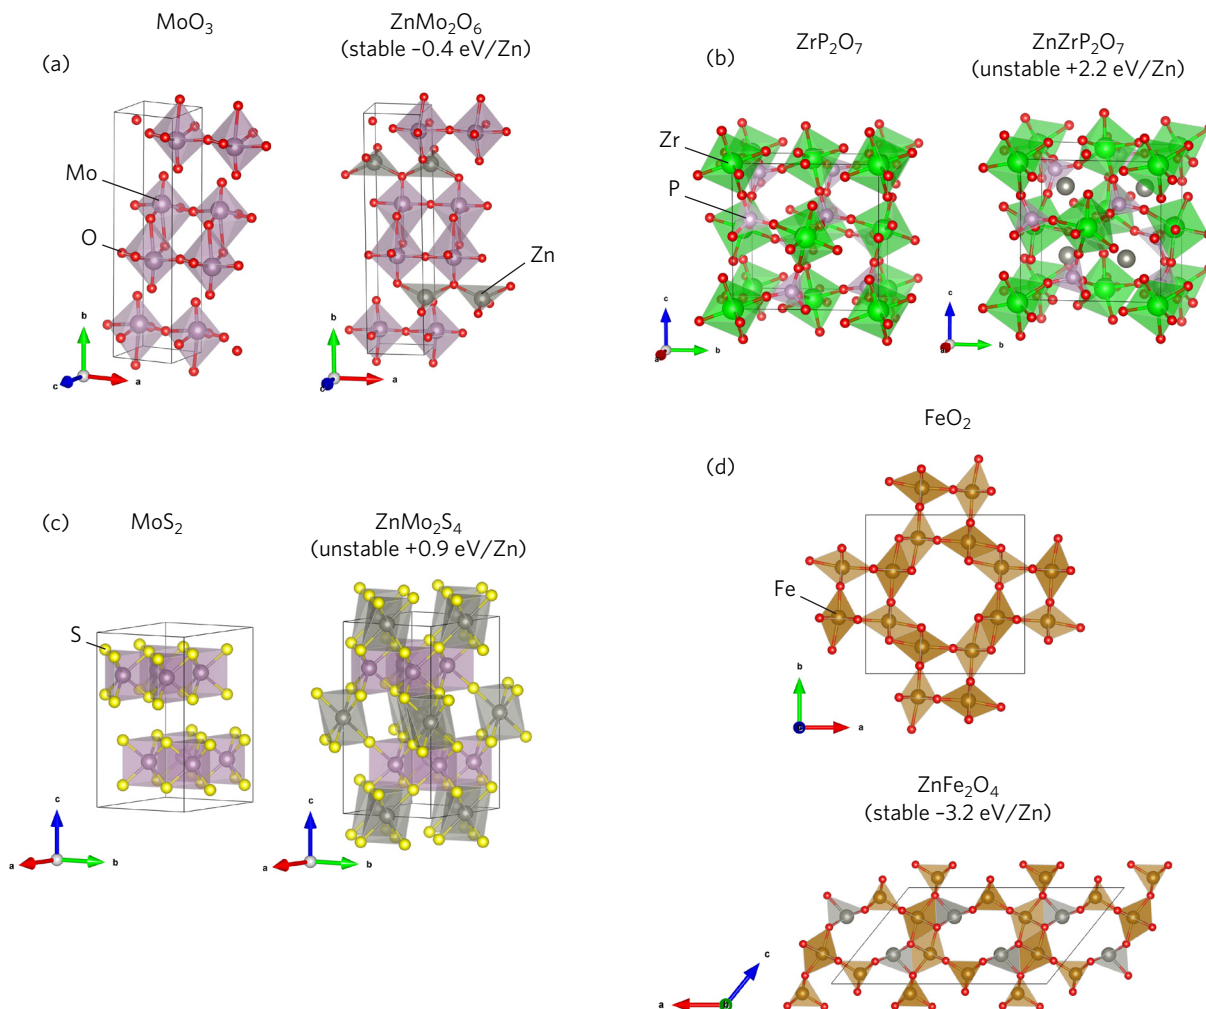 (a)
MoO3
ZnMo2O6
(stable –0.4 eV/Zn)
Mo
O
Zn
b
a
c
b
a
c
(b)
ZrP2O7
ZnZrP2O7
(unstable +2.2 eV/Zn)
Zr
P
c
b
a
c
b
a
(c)
MoS2
ZnMo2S4
(unstable +0.9 eV/Zn)
S
c
a
b
c
a
b
(d)
FeO2
Fe
b
a
c
ZnFe2O4
(stable –3.2 eV/Zn)
c
a
b